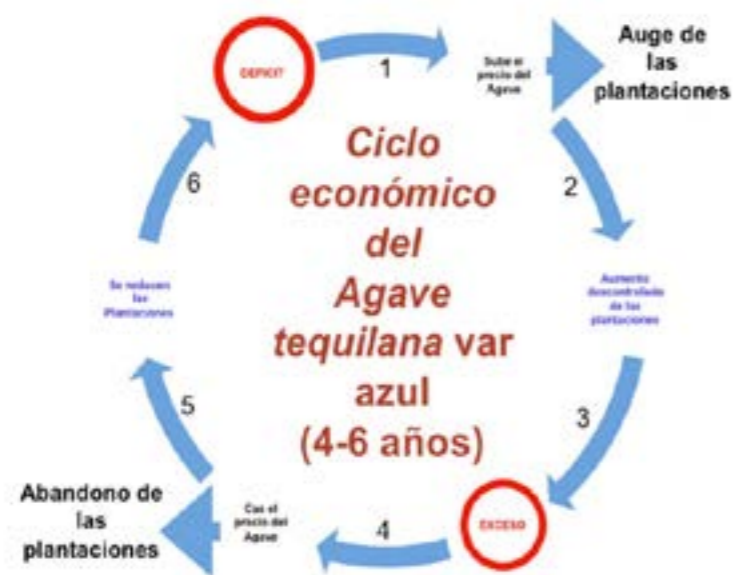 DEFICIT
1
Sube el
precio del
Agave
Auge de
las
plantaciones
2
Aumento
descontrolado
de las
plantaciones
3
EXCESO
4
Cae el
precio del
Agave
Abandono de
las
plantaciones
5
Se reducen
las
Plantaciones
6
Ciclo
económico
del
Agave
tequilana var
azul
(4-6 años)